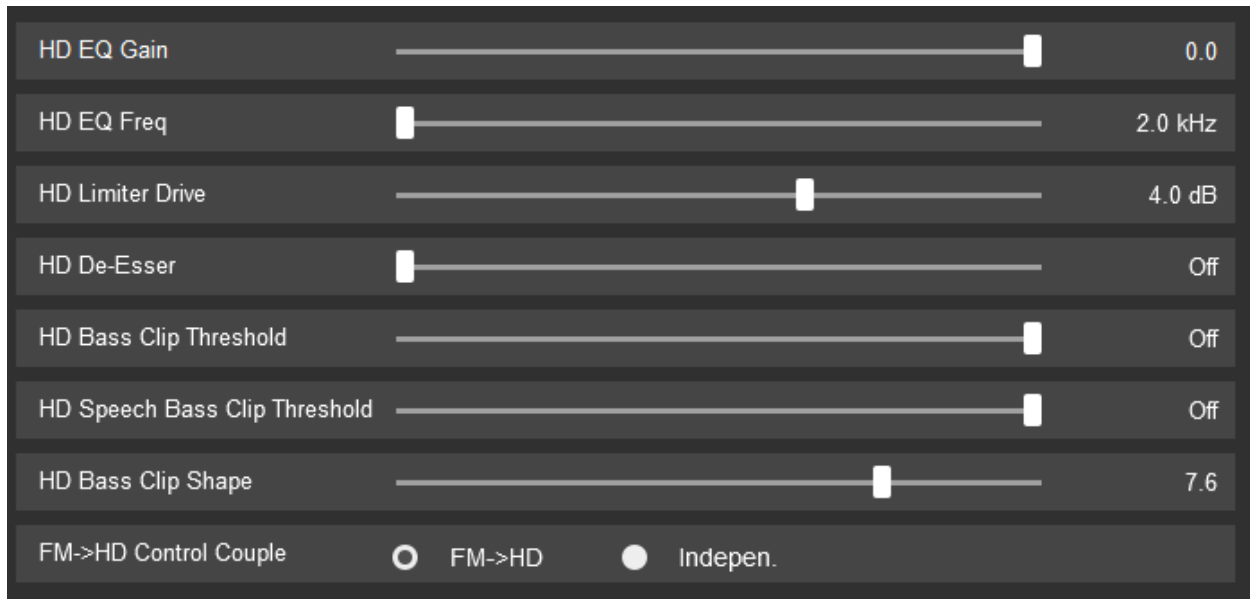 HD EQ Gain 0.0
HD EQ Freq 2.0 kHz
HD Limiter Drive 4.0 dB
HD De-Esser Off
HD Bass Clip Threshold Off
HD Speech Bass Clip Threshold Off
HD Bass Clip Shape 7.6
FM->HD Control Couple FM->HD Indepen.